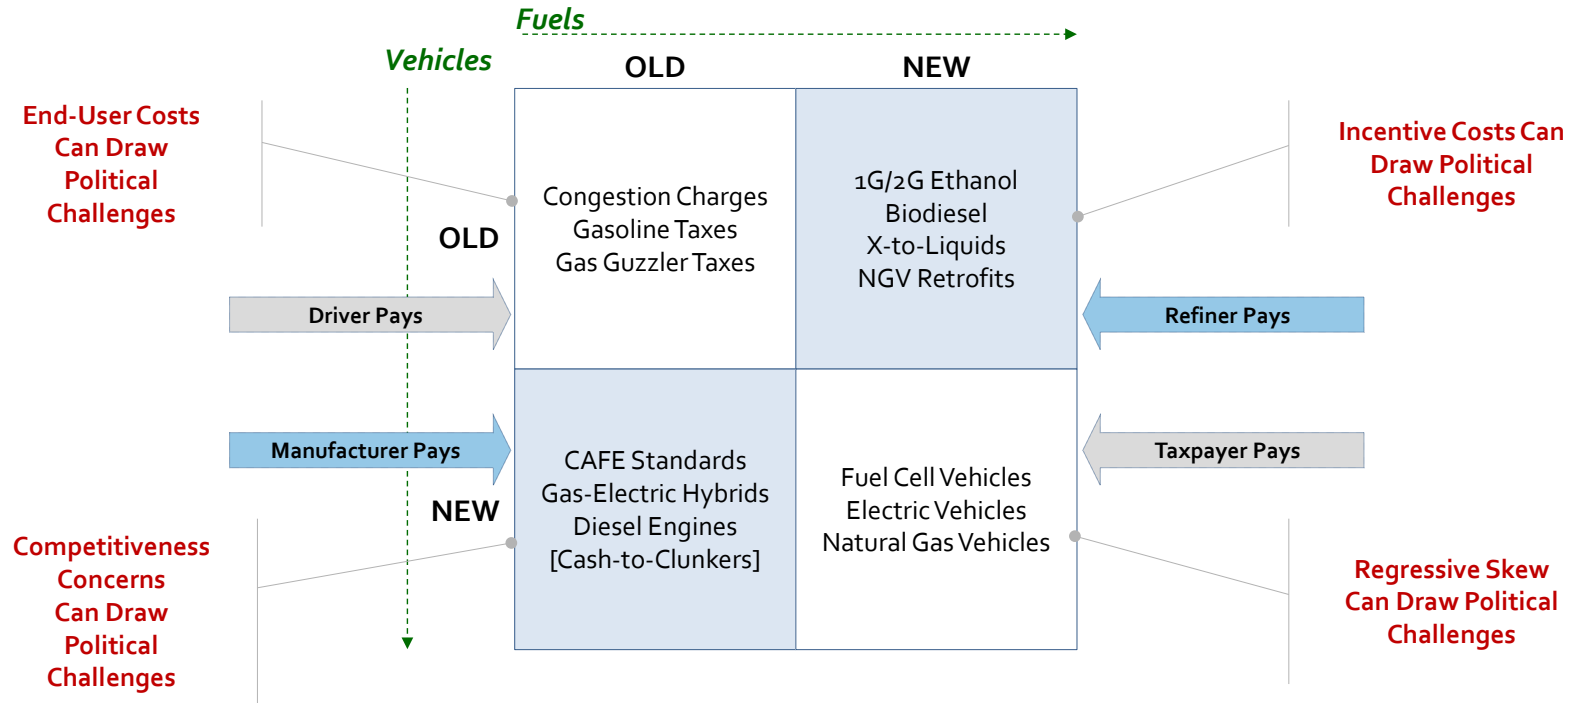 Fuels
Vehicles
OLD
NEW
End-User Costs
Can Draw
Political
Challenges
Incentive Costs Can
Draw Political
Challenges
Congestion Charges
Gasoline Taxes
Gas Guzzler Taxes
1G/2G Ethanol
Biodiesel
X-to-Liquids
NGV Retrofits
OLD
Driver Pays
Refiner Pays
Manufacturer Pays
Taxpayer Pays
CAFE Standards
Gas-Electric Hybrids
Diesel Engines
[Cash-to-Clunkers]
Fuel Cell Vehicles
Electric Vehicles
Natural Gas Vehicles
NEW
Competitiveness
Concerns
Can Draw
Political
Challenges
Regressive Skew
Can Draw Political
Challenges